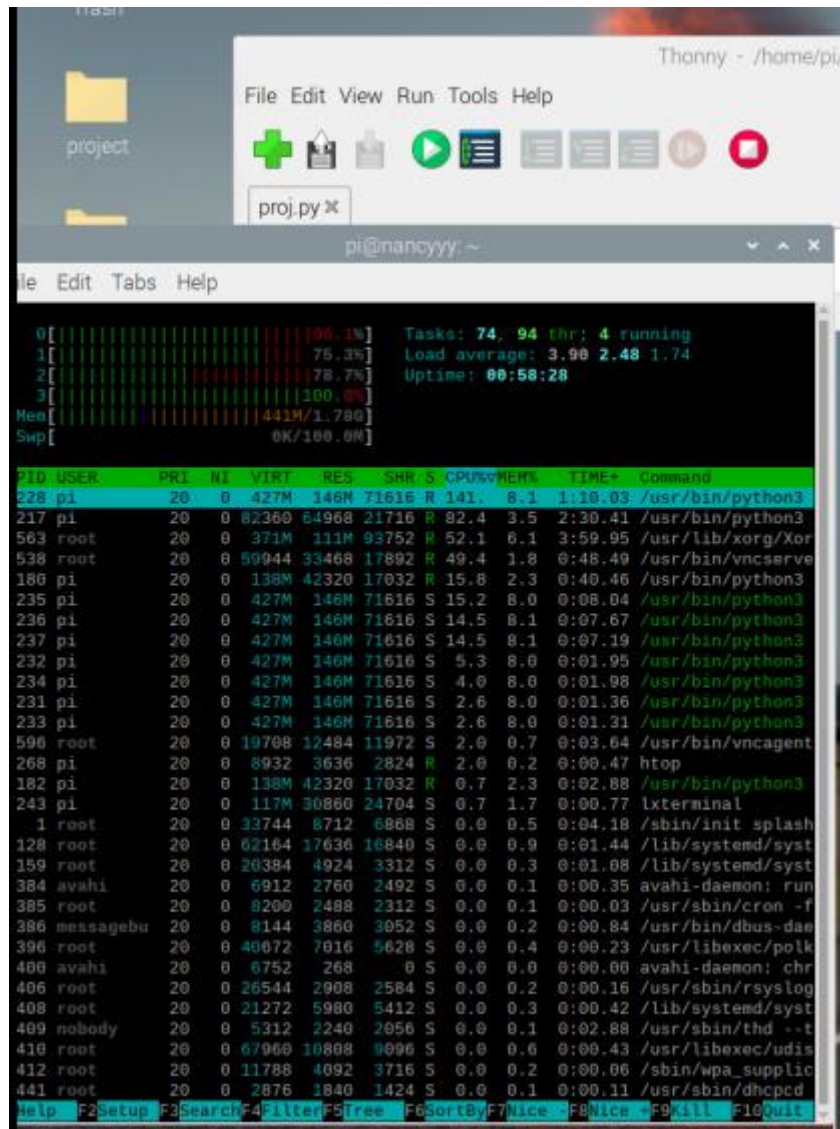 Trash
Thonny - /home/pi/
File Edit View Run Tools Help
project
proj.py
pi@nancyyy: ~
ile Edit Tabs Help
0[ 90.1%] Tasks: 74, 94 thr; 4 running
1[ 75.3%] Load average: 3.90 2.48 1.74
2[ 78.7%] Uptime: 00:58:28
3[ 100.0%]
Mem[ 441M/1.78G]
Swp[ 0K/100.0M]
PID USER PRI NI VIRT RES SHR S CPU% MEM% TIME+ Command
228 pi 20 0 427M 146M 71616 R 141. 8.1 1:10.03 /usr/bin/python3
217 pi 20 0 82360 64968 21716 R 82.4 3.5 2:30.41 /usr/bin/python3
563 root 20 0 371M 111M 93752 R 52.1 6.1 3:59.95 /usr/lib/xorg/Xor
538 root 20 0 59944 33468 17892 R 49.4 1.8 0:48.49 /usr/bin/vncserve
180 pi 20 0 138M 42320 17032 R 15.8 2.3 0:40.46 /usr/bin/python3
235 pi 20 0 427M 146M 71616 S 15.2 8.0 0:08.04 /usr/bin/python3
236 pi 20 0 427M 146M 71616 S 14.5 8.1 0:07.67 /usr/bin/python3
237 pi 20 0 427M 146M 71616 S 14.5 8.1 0:07.19 /usr/bin/python3
232 pi 20 0 427M 146M 71616 S 5.3 8.0 0:01.95 /usr/bin/python3
234 pi 20 0 427M 146M 71616 S 4.0 8.0 0:01.98 /usr/bin/python3
231 pi 20 0 427M 146M 71616 S 2.6 8.0 0:01.36 /usr/bin/python3
233 pi 20 0 427M 146M 71616 S 2.6 8.0 0:01.31 /usr/bin/python3
596 root 20 0 19708 12484 11972 S 2.0 0.7 0:03.64 /usr/bin/vncagent
268 pi 20 0 8932 3636 2824 R 2.0 0.2 0:00.47 htop
182 pi 20 0 138M 42320 17032 R 0.7 2.3 0:02.88 /usr/bin/python3
243 pi 20 0 117M 30860 24704 S 0.7 1.7 0:00.77 lxterminal
1 root 20 0 33744 8712 6868 S 0.0 0.5 0:04.18 /sbin/init splash
128 root 20 0 62164 17636 16840 S 0.0 0.9 0:01.44 /lib/systemd/syst
159 root 20 0 20384 4924 3312 S 0.0 0.3 0:01.08 /lib/systemd/syst
384 avahi 20 0 6912 2760 2492 S 0.0 0.1 0:00.35 avahi-daemon: run
385 root 20 0 8200 2488 2312 S 0.0 0.1 0:00.03 /usr/sbin/cron -f
386 messagebu 20 0 8144 3860 3052 S 0.0 0.2 0:00.84 /usr/bin/dbus-dae
396 root 20 0 40672 7016 5628 S 0.0 0.4 0:00.23 /usr/libexec/polk
400 avahi 20 0 6752 268 0 S 0.0 0.0 0:00.00 avahi-daemon: chr
406 root 20 0 26544 2908 2584 S 0.0 0.2 0:00.16 /usr/sbin/rsyslog
408 root 20 0 21272 5980 5412 S 0.0 0.3 0:00.42 /lib/systemd/syst
409 nobody 20 0 5312 2240 2056 S 0.0 0.1 0:02.88 /usr/sbin/thd --t
410 root 20 0 67960 10808 9096 S 0.0 0.6 0:00.43 /usr/libexec/udis
412 root 20 0 11788 4092 3716 S 0.0 0.2 0:00.06 /sbin/wpa_supplic
441 root 20 0 2876 1840 1424 S 0.0 0.1 0:00.11 /usr/sbin/dhcpcd
Help F2Setup F3Search F4Filter F5Tree F6SortBy F7Nice - F8Nice + F9Kill F10Quit